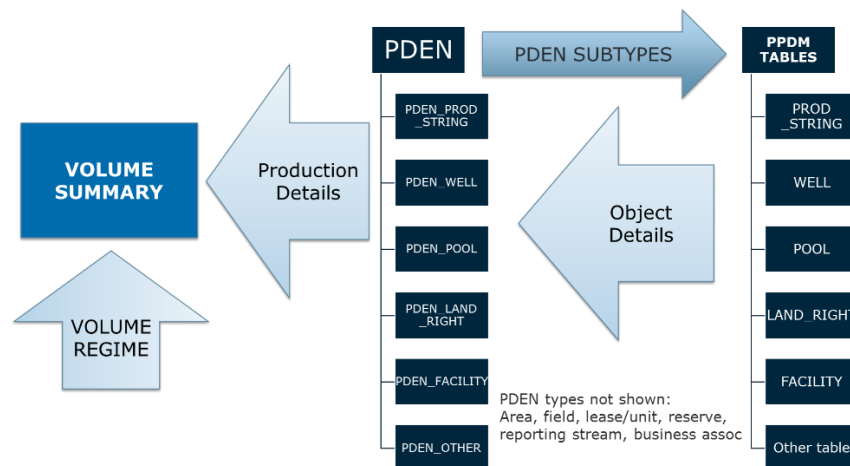 PDEN
PDEN SUBTYPES
PPDM
TABLES
PDEN_PROD
_STRING
PDEN_WELL
PDEN_POOL
PDEN_LAND
_RIGHT
PDEN_FACILITY
PDEN_OTHER
PROD
_STRING
WELL
POOL
LAND_RIGHT
FACILITY
Other table
VOLUME
SUMMARY
Production
Details
Object
Details
VOLUME
REGIME
PDEN types not shown:
Area, field, lease/unit, reserve,
reporting stream, business assoc